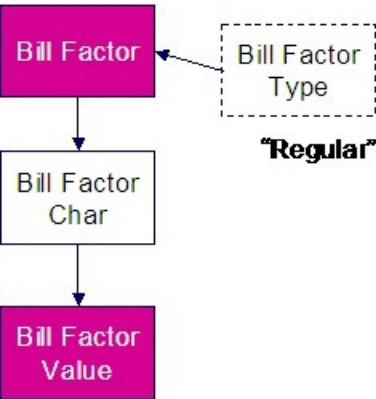 Bill Factor
Bill Factor
Type
“Regular”
Bill Factor
Char
Bill Factor
Value